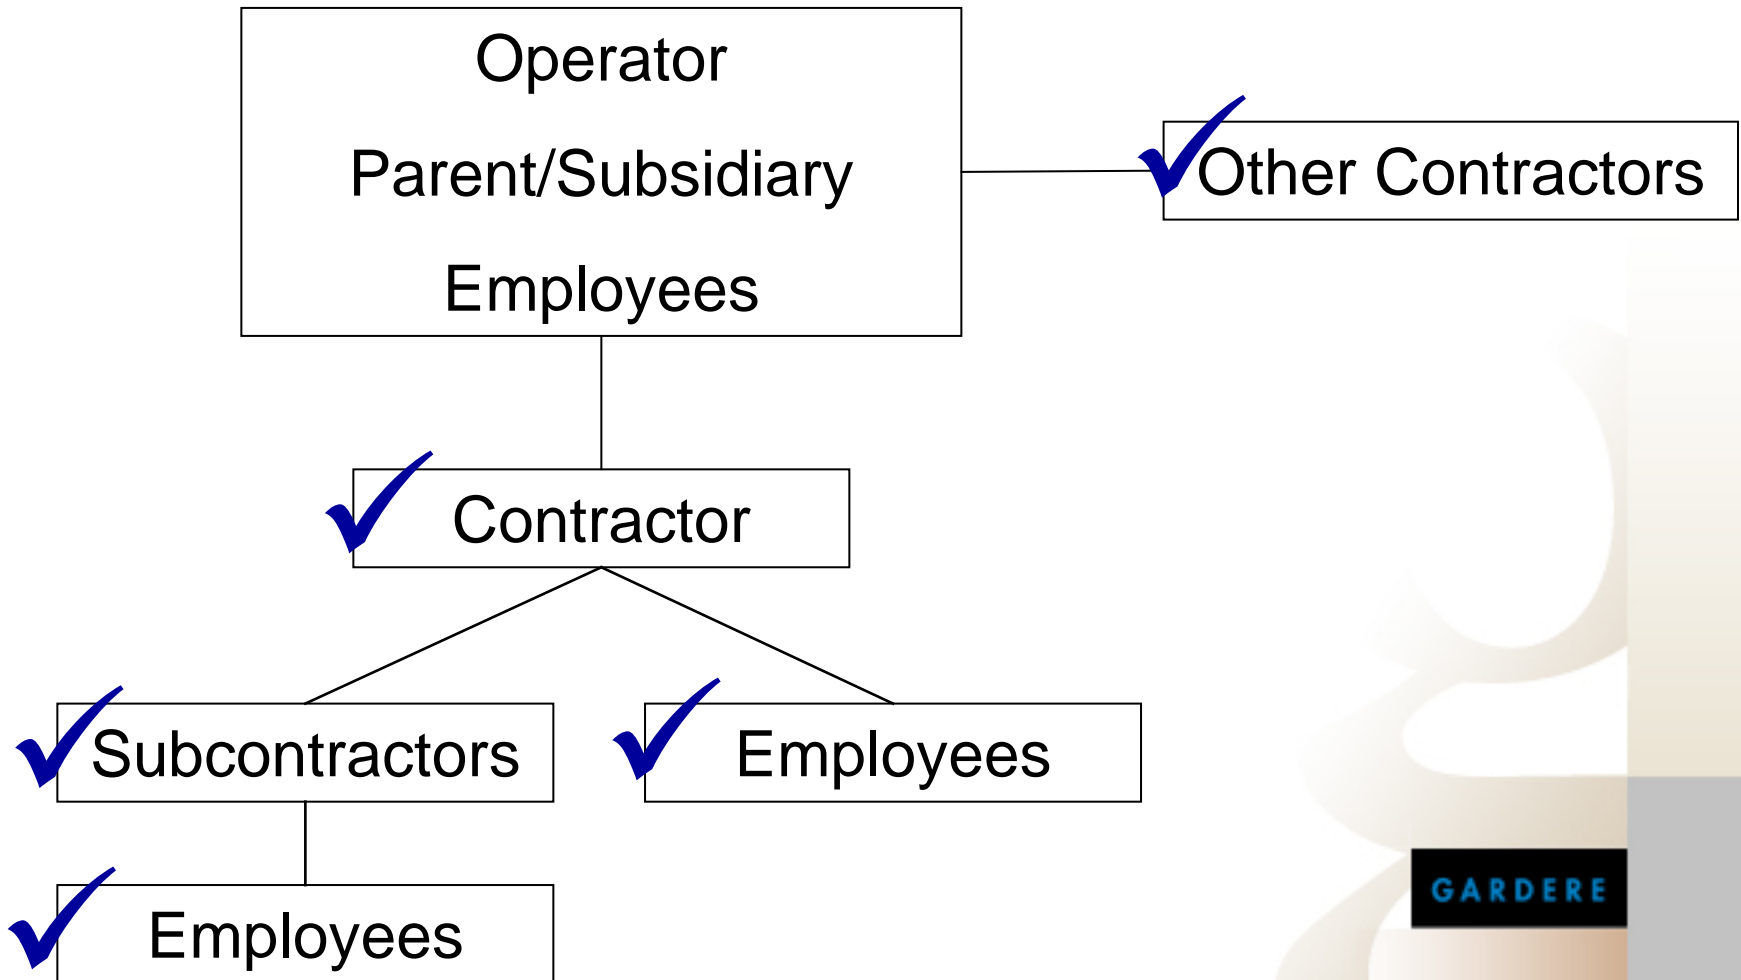 Operator
Parent/Subsidiary
Employees
Other Contractors
Contractor
Subcontractors
Employees
Employees
GARDERE